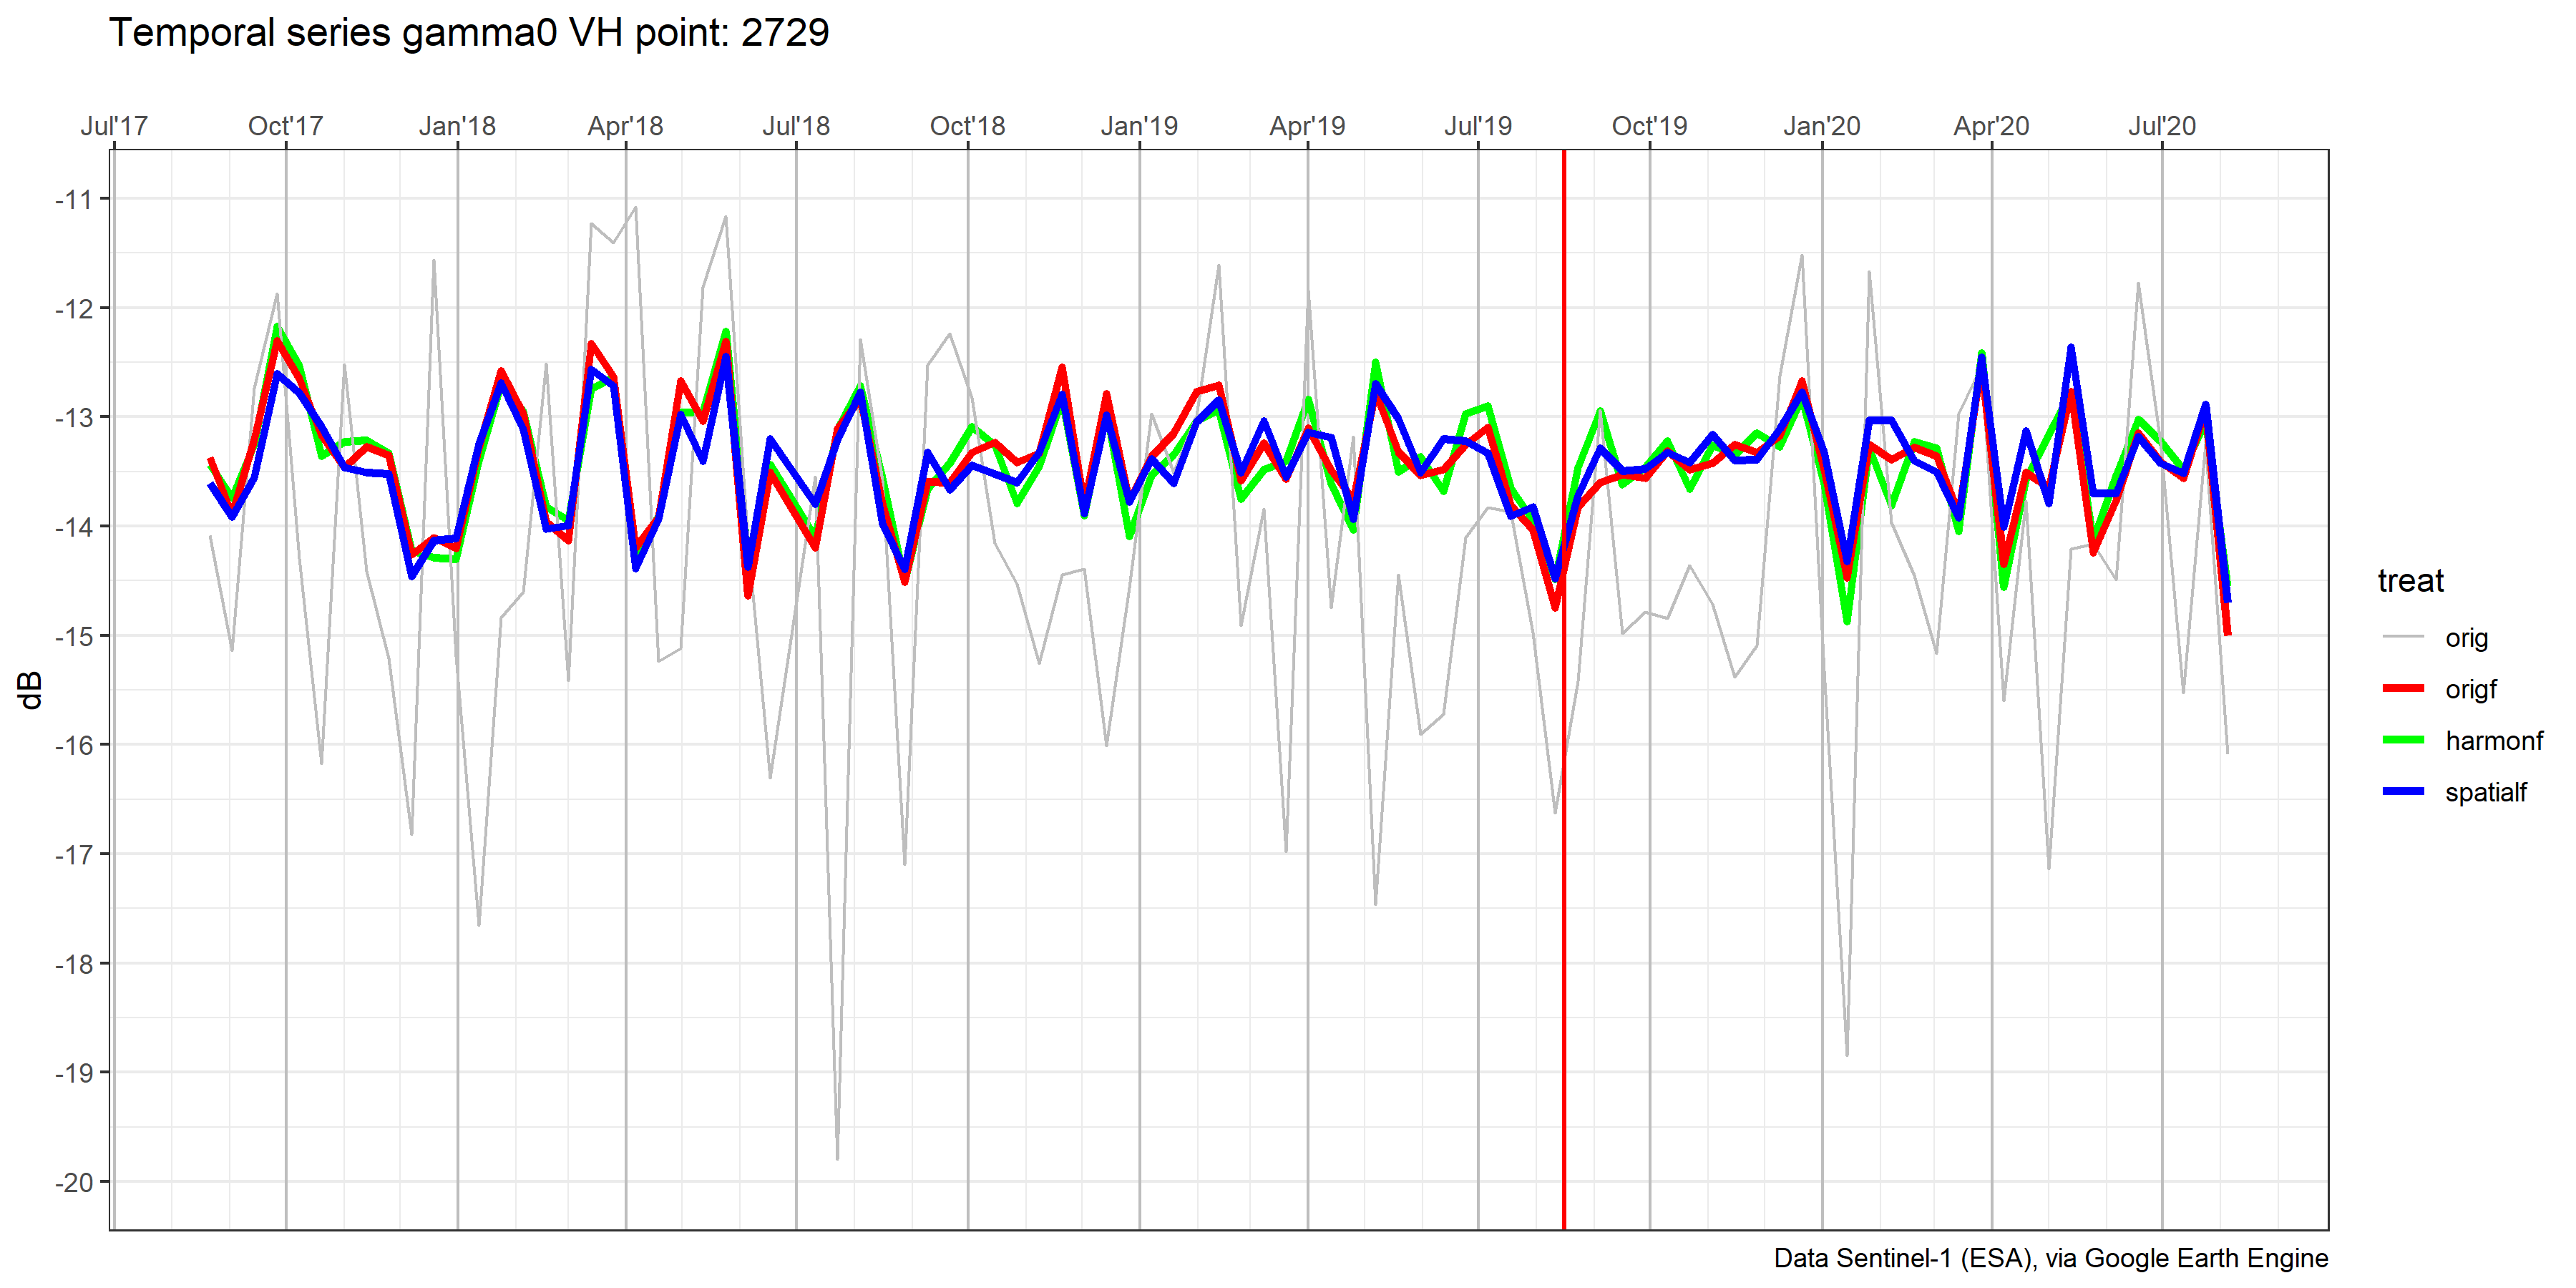 Temporal series gamma0 VH point: 2729
Jul'17 Oct'17 Jan'18 Apr'18 Jul'18 Oct'18 Jan'19 Apr'19 Jul'19 Oct'19 Jan'20 Apr'20 Jul'20
-11
-12
-13
-14
-15
-16
-17
-18
-19
-20
dB
treat
orig
origf
harmonf
spatialf
Data Sentinel-1 (ESA), via Google Earth Engine